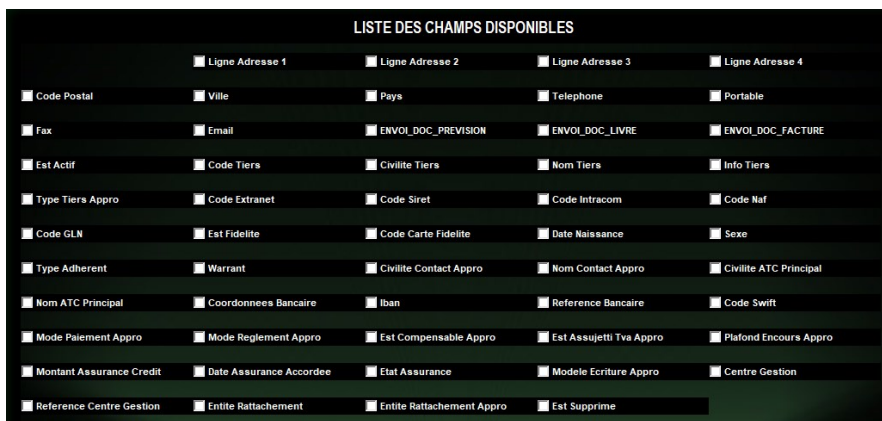 LISTE DES CHAMPS DISPONIBLES
Ligne Adresse 1 Ligne Adresse 2 Ligne Adresse 3 Ligne Adresse 4
Code Postal Ville Pays Telephone Portable
Fax Email ENVOI_DOC_PREVISION ENVOI_DOC_LIVRE ENVOI_DOC_FACTURE
Est Actif Code Tiers Civilite Tiers Nom Tiers Info Tiers
Type Tiers Appro Code Extranet Code Siret Code Intracom Code Naf
Code GLN Est Fidelite Code Carte Fidelite Date Naissance Sexe
Type Adherent Warrant Civilite Contact Appro Nom Contact Appro Civilite ATC Principal
Nom ATC Principal Coordonnees Bancaire Iban Reference Bancaire Code Swift
Mode Paiement Appro Mode Reglement Appro Est Compensable Appro Est Assujetti Tva Appro Plafond Encours Appro
Montant Assurance Credit Date Assurance Accordee Etat Assurance Modele Ecriture Appro Centre Gestion
Reference Centre Gestion Entite Rattachement Entite Rattachement Appro Est Supprime